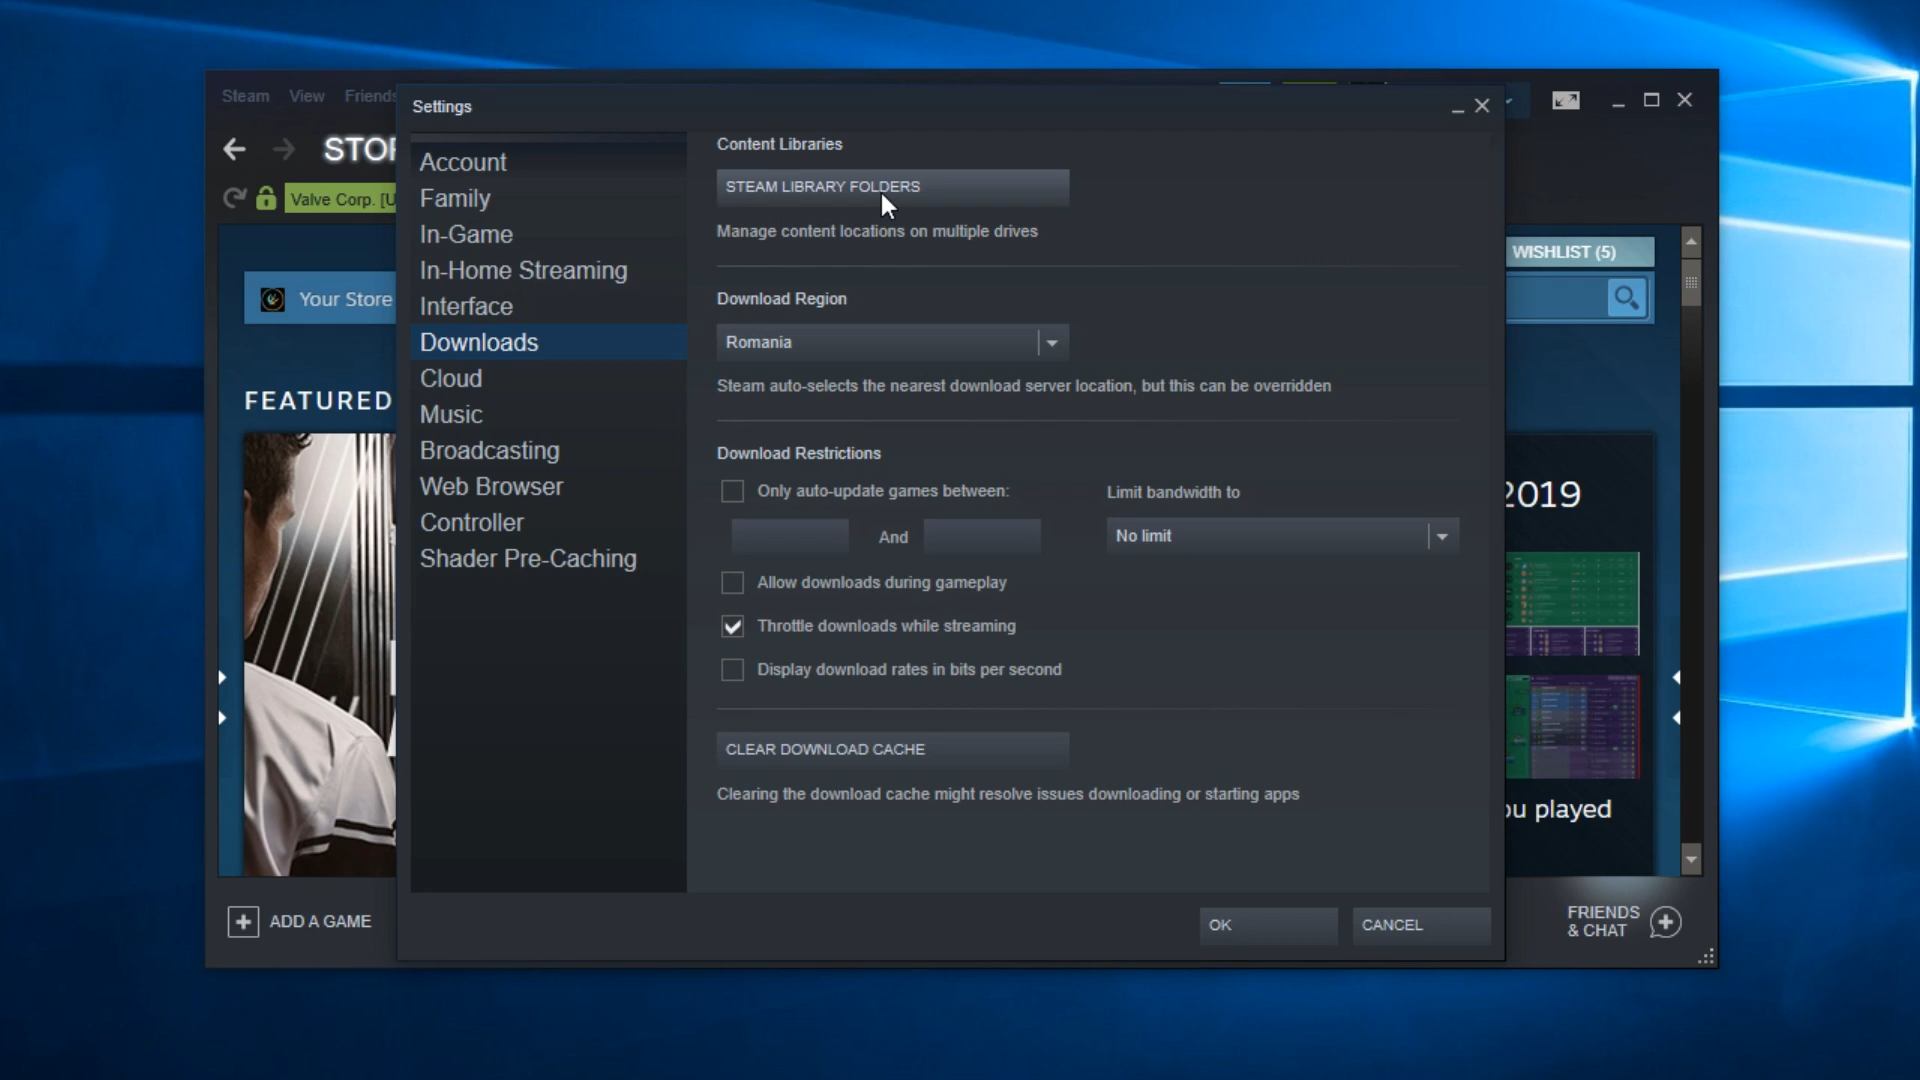 Steam View Friends
Settings
STOR
Valve Corp. [U
Your Store
FEATURED
WISHLIST (5)
2019
ou played
Account
Family
In-Game
In-Home Streaming
Interface
Downloads
Cloud
Music
Broadcasting
Web Browser
Controller
Shader Pre-Caching
Content Libraries
STEAM LIBRARY FOLDERS
Manage content locations on multiple drives
Download Region
Romania
Steam auto-selects the nearest download server location, but this can be overridden
Download Restrictions
Only auto-update games between:
Limit bandwidth to
And
No limit
Allow downloads during gameplay
Throttle downloads while streaming
Display download rates in bits per second
CLEAR DOWNLOAD CACHE
Clearing the download cache might resolve issues downloading or starting apps
OK
CANCEL
ADD A GAME
FRIENDS
& CHAT